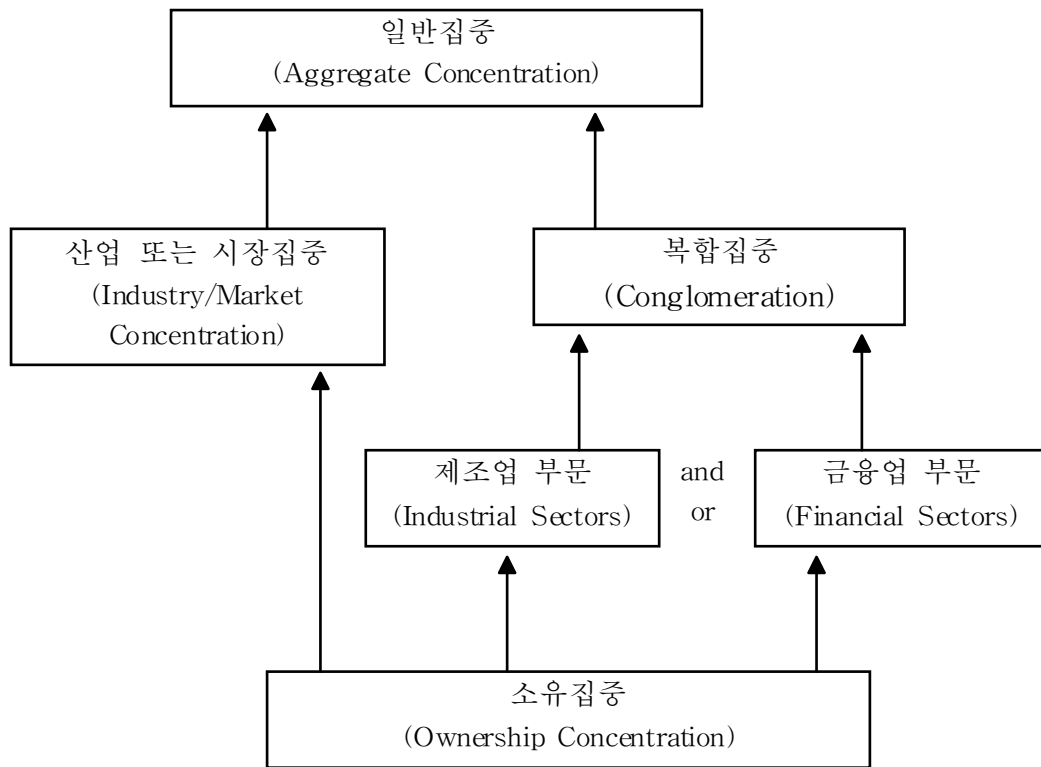 일반집중
(Aggregate Concentration)
산업 또는 시장집중
(Industry/Market
Concentration)
복합집중
(Conglomeration)
제조업 부문
(Industrial Sectors)
and
or
금융업 부문
(Financial Sectors)
소유집중
(Ownership Concentration)